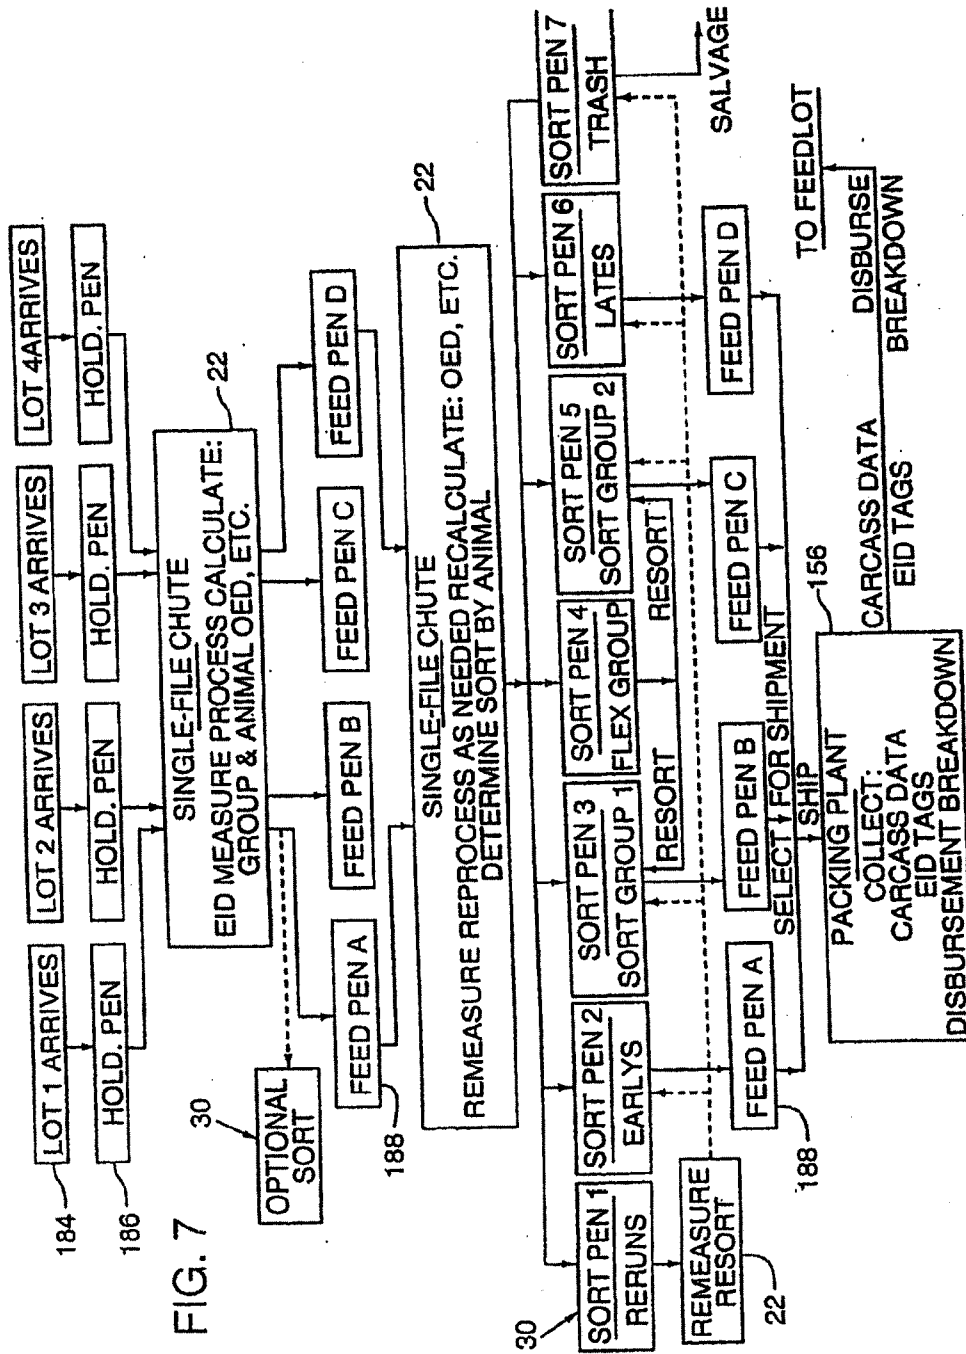 FIG. 7
184
LOT 1 ARRIVES
LOT 2 ARRIVES
LOT 3 ARRIVES
LOT 4ARRIVES
186
HOLD. PEN
HOLD. PEN
HOLD. PEN
HOLD. PEN
22
SINGLE-FILE CHUTE
EID MEASURE PROCESS CALCULATE:
GROUP & ANIMAL OED, ETC.
30
OPTIONAL
SORT
FEED PEN A
FEED PEN B
FEED PEN C
FEED PEN D
188
22
SINGLE-FILE CHUTE
REMEASURE REPROCESS AS NEEDED RECALCULATE: OED, ETC.
DETERMINE SORT BY ANIMAL
30
SORT PEN 1
RERUNS
SORT PEN 2
EARLYS
SORT PEN 3
SORT GROUP 1
SORT PEN 4
FLEX GROUP
SORT PEN 5
SORT GROUP 2
SORT PEN 6
LATES
SORT PEN 7
TRASH
RESORT
RESORT
REMEASURE
RESORT
22
SALVAGE
FEED PEN A
FEED PEN B
FEED PEN C
FEED PEN D
188
SELECT FOR SHIPMENT
SHIP
156
PACKING PLANT
COLLECT:
CARCASS DATA
EID TAGS
DISBURSEMENT BREAKDOWN
CARCASS DATA
EID TAGS
DISBURSE
BREAKDOWN
TO FEEDLOT